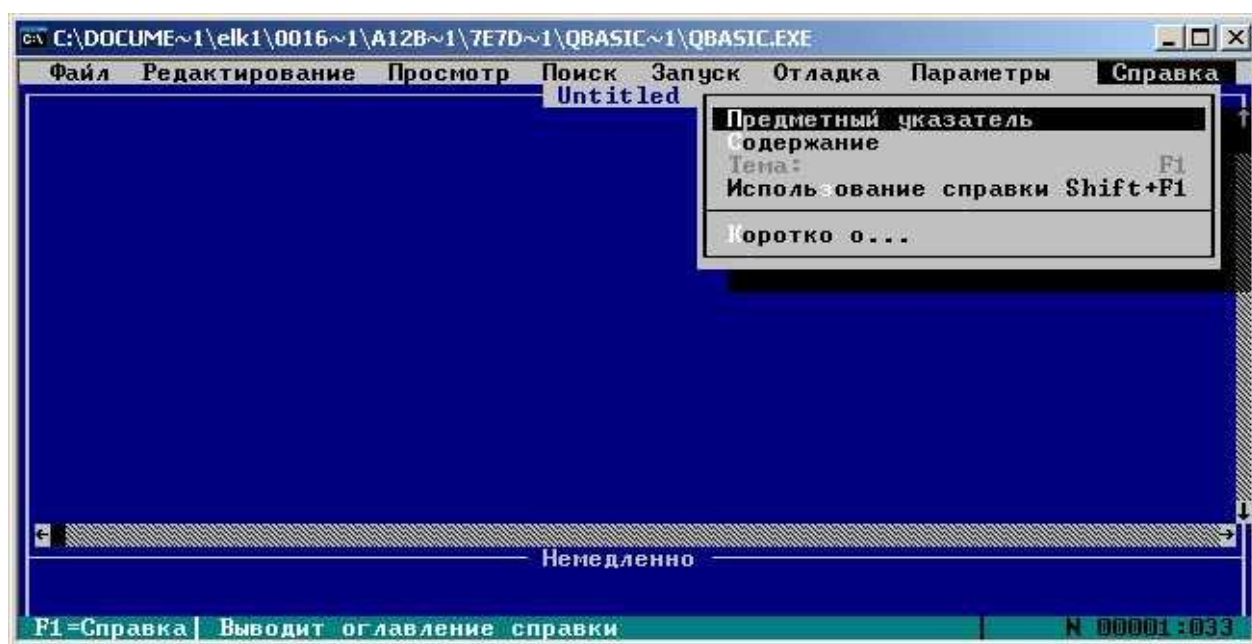 C:\DOCUME~1\elk1\0016~1\A12B~1\7E7D~1\QBASIC~1\QBASIC.EXE
Файл Редактирование Просмотр Поиск Запуск Отладка Параметры Справка
Untitled
Предметный указатель
Содержание
Тема: F1
Использование справки Shift+F1
Коротко о...
Немедленно
F1=Справка| Выводит оглавление справки N 00001:033